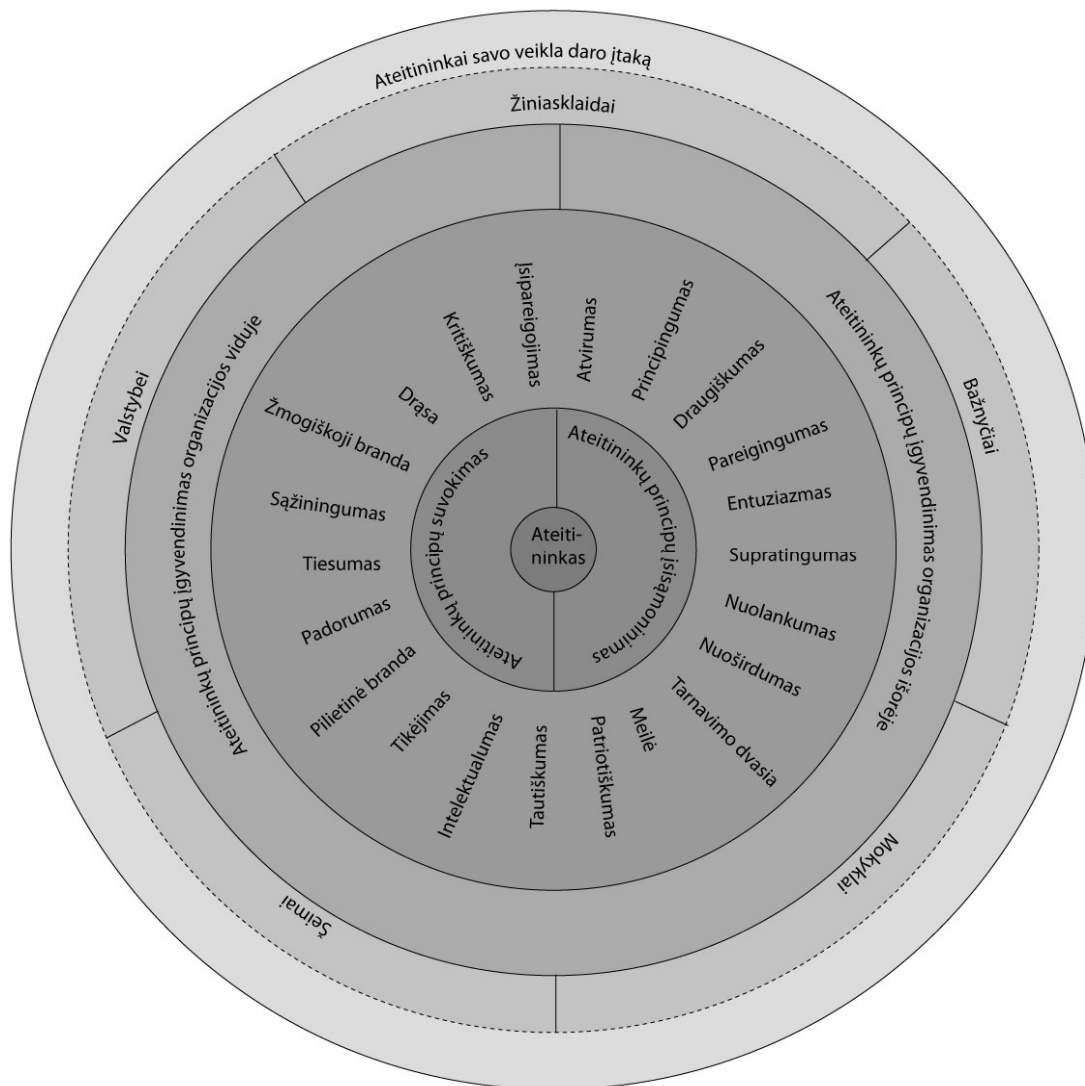 Ateitininkai savo veikla daro įtaką
Žiniasklaidai
Bažnyčiai
Mokyklai
Šeimai
Valstybei
Ateitininkų principų įgyvendinimas organizacijos viduje
Ateitininkų principų įgyvendinimas organizacijos išorėje
Įsipareigojimas
Atvirumas
Principingumas
Draugiškumas
Pareigingumas
Entuziazmas
Supratingumas
Nuolankumas
Nuoširdumas
Tarnavimo dvasia
Meilė
Patriotiškumas
Tautiškumas
Intelektualumas
Tikėjimas
Pilietinė branda
Padorumas
Tiesumas
Sąžiningumas
Žmogiškoji branda
Drąsa
Kritiškumas
Ateitininkų principų suvokimas
Ateitininkų principų įsisąmoninimas
Ateiti-
ninkas